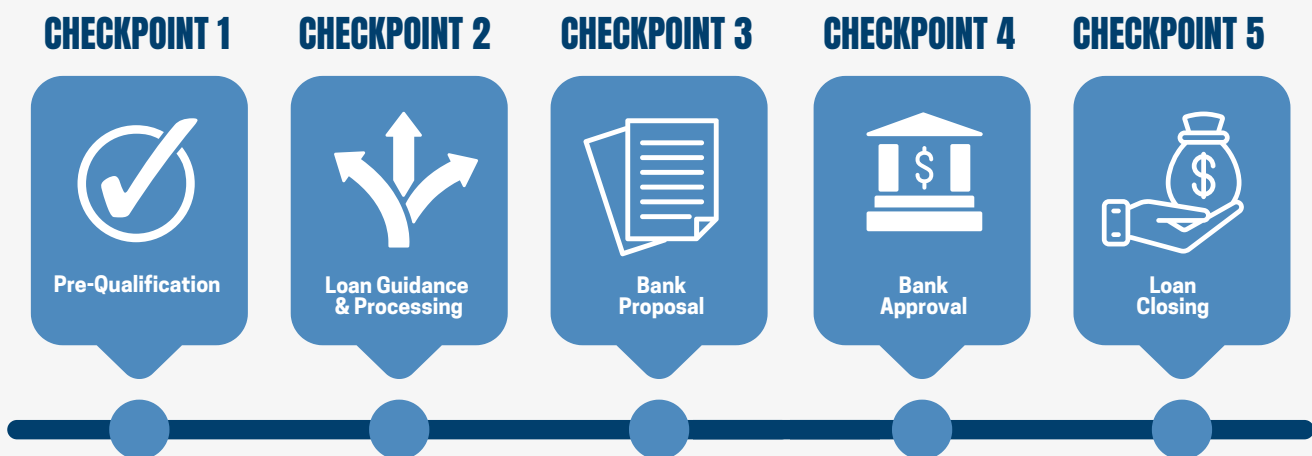 CHECKPOINT 1
Pre-Qualification
CHECKPOINT 2
Loan Guidance
& Processing
CHECKPOINT 3
Bank
Proposal
CHECKPOINT 4
$
Bank
Approval
CHECKPOINT 5
$
Loan
Closing